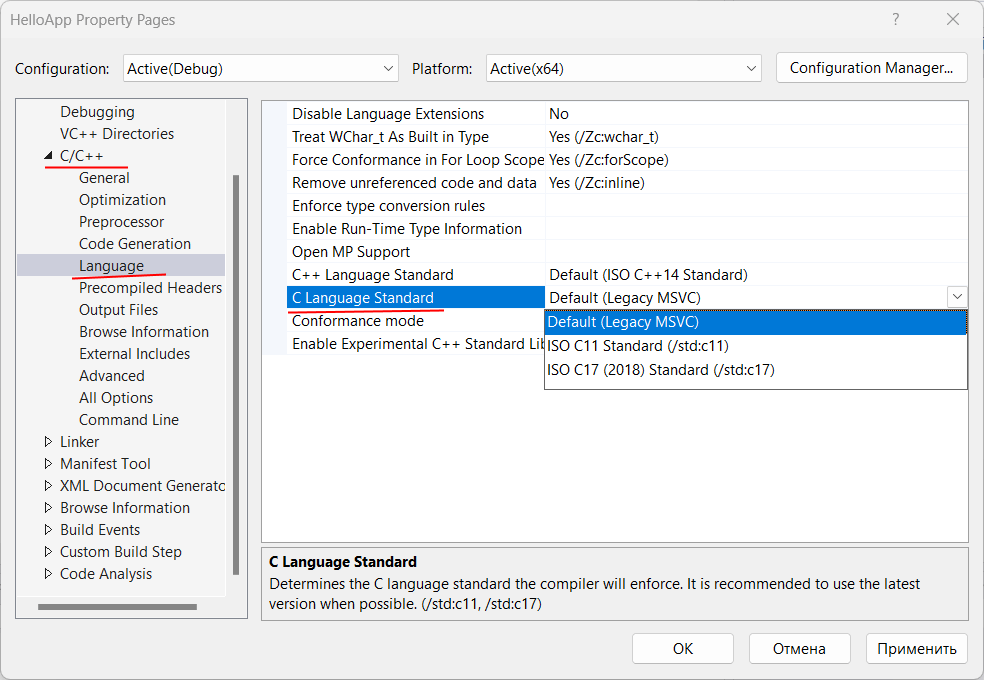 HelloApp Property Pages
Configuration: Active(Debug) Platform: Active(x64) Configuration Manager...
Debugging
VC++ Directories
C/C++
General
Optimization
Preprocessor
Code Generation
Language
Precompiled Headers
Output Files
Browse Information
External Includes
Advanced
All Options
Command Line
Linker
Manifest Tool
XML Document Generato
Browse Information
Build Events
Custom Build Step
Code Analysis
Disable Language Extensions No
Treat WChar_t As Built in Type Yes (/Zc:wchar_t)
Force Conformance in For Loop Scope Yes (/Zc:forScope)
Remove unreferenced code and data Yes (/Zc:inline)
Enforce type conversion rules
Enable Run-Time Type Information
Open MP Support
C++ Language Standard Default (ISO C++14 Standard)
C Language Standard Default (Legacy MSVC)
Conformance mode Default (Legacy MSVC)
Enable Experimental C++ Standard Lib ISO C11 Standard (/std:c11)
ISO C17 (2018) Standard (/std:c17)
C Language Standard
Determines the C language standard the compiler will enforce. It is recommended to use the latest
version when possible. (/std:c11, /std:c17)
OK Отмена Применить